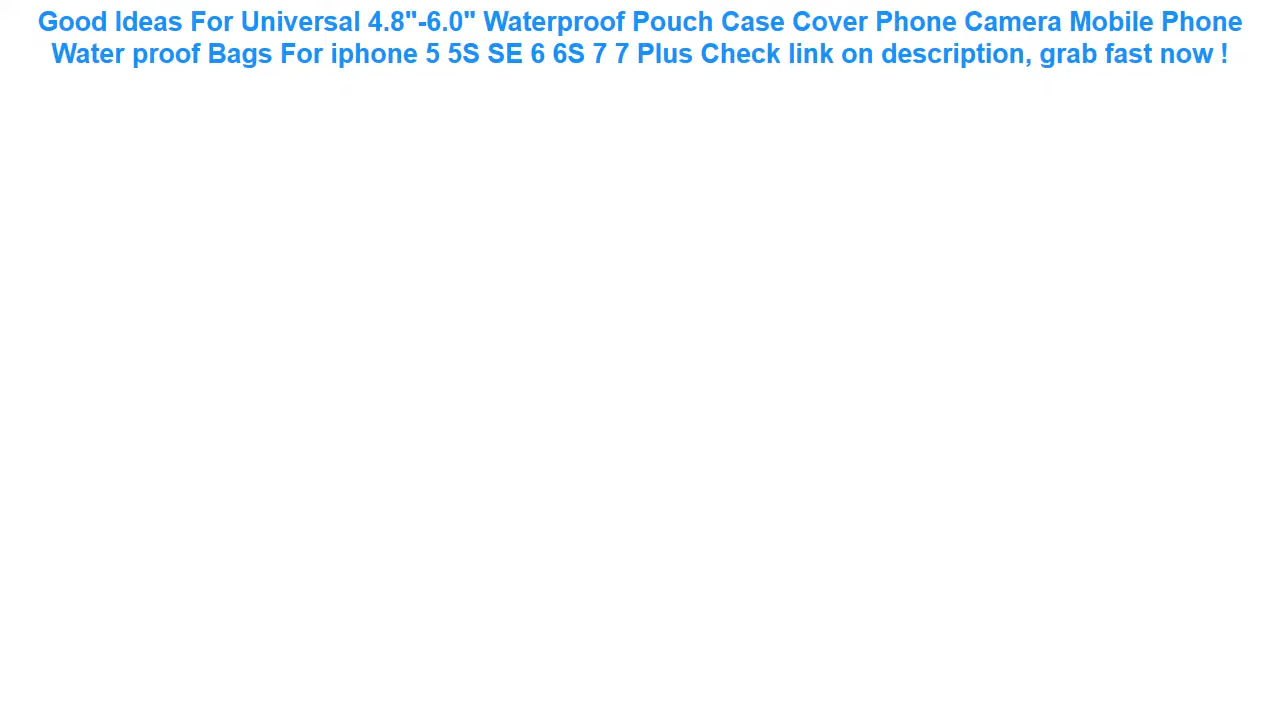 Good Ideas For Universal 4.8"-6.0" Waterproof Pouch Case Cover Phone Camera Mobile Phone
Water proof Bags For iphone 5 5S SE 6 6S 7 7 Plus Check link on description, grab fast now !